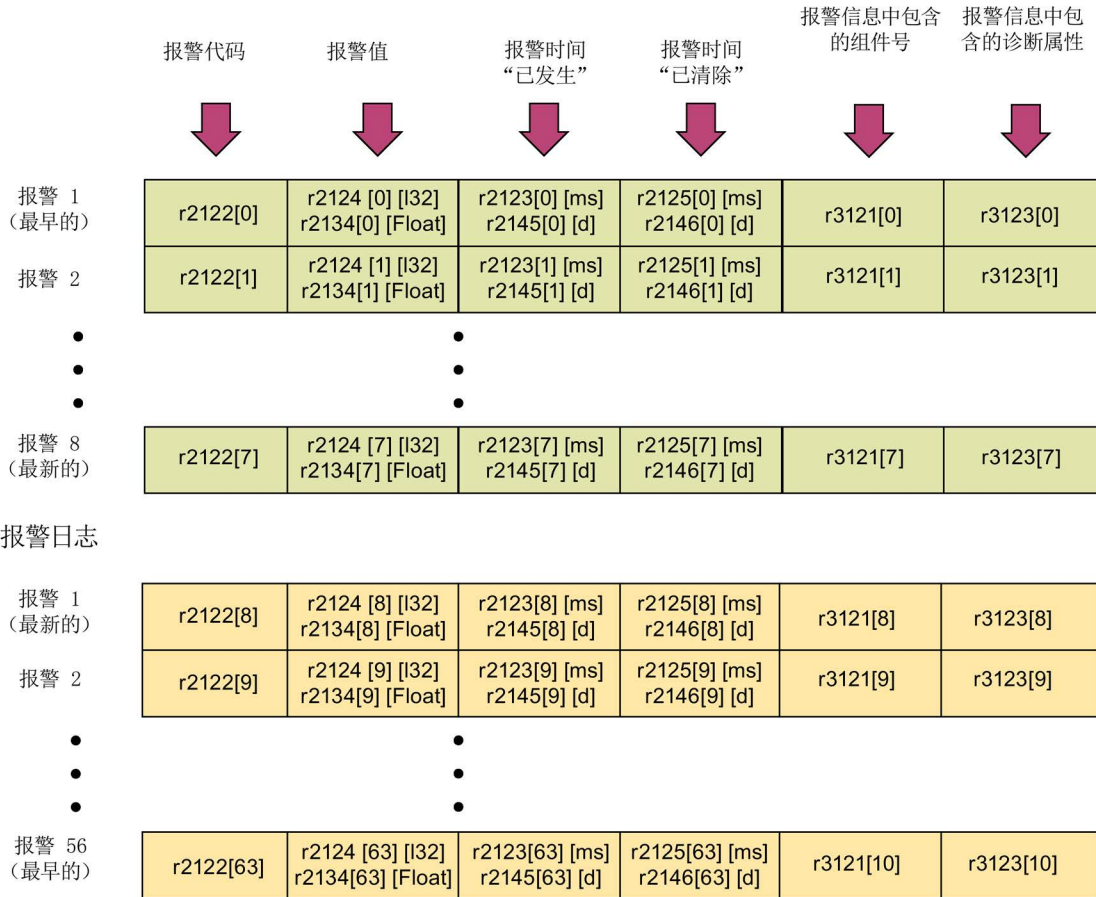 报警代码
报警值
报警时间
“已发生”
报警时间
“已清除”
报警信息中包含
的组件号
报警信息中包
含的诊断属性
报警 1
（最早的）
r2122[0]
r2124 [0] [I32]
r2134[0] [Float]
r2123[0] [ms]
r2145[0] [d]
r2125[0] [ms]
r2146[0] [d]
r3121[0]
r3123[0]
报警 2
r2122[1]
r2124 [1] [I32]
r2134[1] [Float]
r2123[1] [ms]
r2145[1] [d]
r2125[1] [ms]
r2146[1] [d]
r3121[1]
r3123[1]
报警 8
（最新的）
r2122[7]
r2124 [7] [I32]
r2134[7] [Float]
r2123[7] [ms]
r2145[7] [d]
r2125[7] [ms]
r2146[7] [d]
r3121[7]
r3123[7]
报警日志
报警 1
（最新的）
r2122[8]
r2124 [8] [I32]
r2134[8] [Float]
r2123[8] [ms]
r2145[8] [d]
r2125[8] [ms]
r2146[8] [d]
r3121[8]
r3123[8]
报警 2
r2122[9]
r2124 [9] [I32]
r2134[9] [Float]
r2123[9] [ms]
r2145[9] [d]
r2125[9] [ms]
r2146[9] [d]
r3121[9]
r3123[9]
报警 56
（最早的）
r2122[63]
r2124 [63] [I32]
r2134[63] [Float]
r2123[63] [ms]
r2145[63] [d]
r2125[63] [ms]
r2146[63] [d]
r3121[10]
r3123[10]